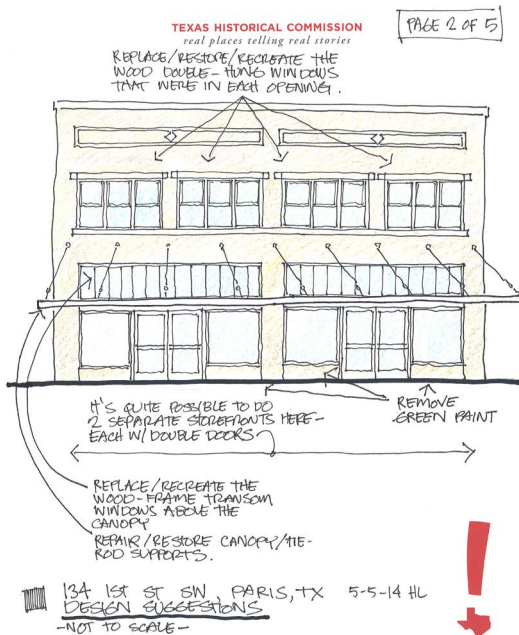 TEXAS HISTORICAL COMMISSION
real places telling real stories
PAGE 2 OF 5
REPLACE/RESTORE/RECREATE THE
WOOD DOUBLE-HUNG WINDOWS
THAT WERE IN EACH OPENING.
IT'S QUITE POSSIBLE TO DO
2 SEPARATE STOREFRONTS HERE-
EACH W/ DOUBLE DOORS
REMOVE
GREEN PAINT
REPLACE/RECREATE THE
WOOD-FRAME TRANSOM
WINDOWS ABOVE THE
CANOPY
REPAIR/RESTORE CANOPY/TIE-
ROD SUPPORTS.
134 1ST ST SW, PARIS, TX 5-5-14 HL
DESIGN SUGGESTIONS
-NOT TO SCALE-